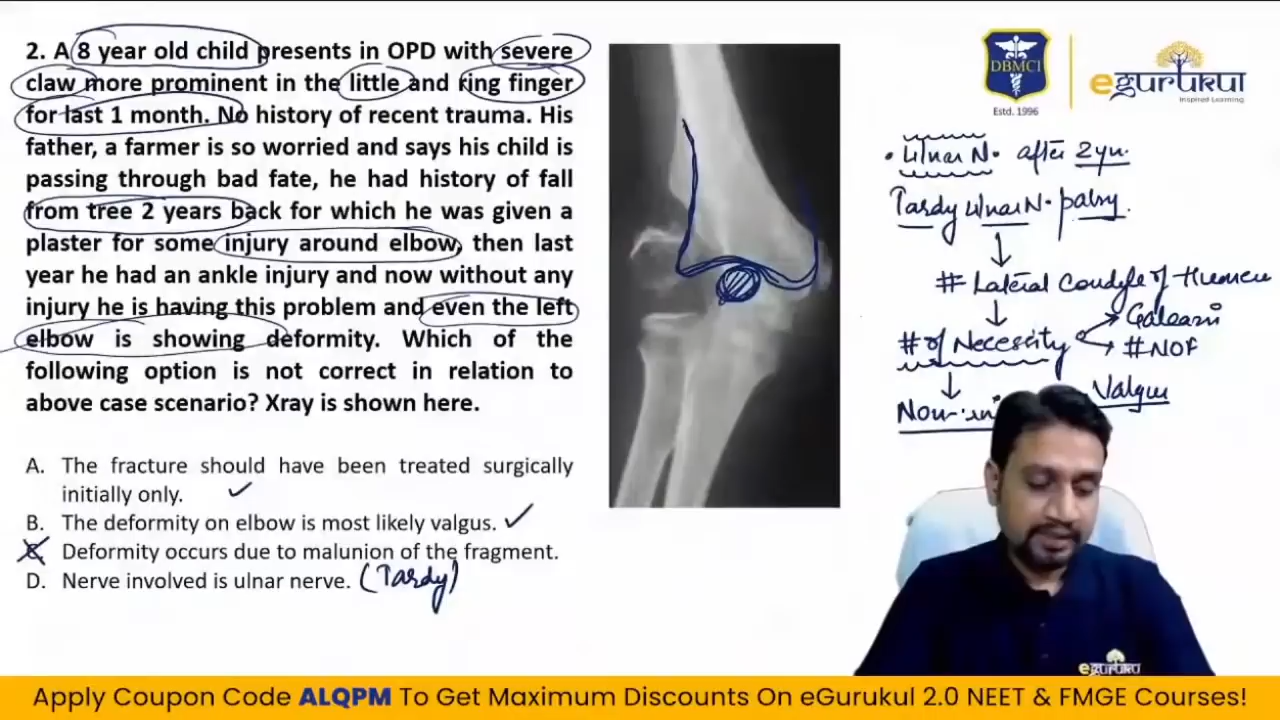 2. A 8 year old child presents in OPD with severe
claw more prominent in the little and ring finger
for last 1 month. No history of recent trauma. His
father, a farmer is so worried and says his child is
passing through bad fate, he had history of fall
from tree 2 years back for which he was given a
plaster for some injury around elbow, then last
year he had an ankle injury and now without any
injury he is having this problem and even the left
elbow is showing deformity. Which of the
following option is not correct in relation to
above case scenario? Xray is shown here.
A. The fracture should have been treated surgically
initially only.
B. The deformity on elbow is most likely valgus.
C. Deformity occurs due to malunion of the fragment.
D. Nerve involved is ulnar nerve. (Tardy)
DBMCI
Estd. 1996
egurukul
Inspired Learning
• Ulnar N. after 2yr.
Tardy ulnar N. palsy.
# Lateral Condyle of Humeru
# of Necessity
Galeazzi
# NOF
Non-
Valgus
egurukul
Apply Coupon Code ALQPM To Get Maximum Discounts On eGurukul 2.0 NEET & FMGE Courses!